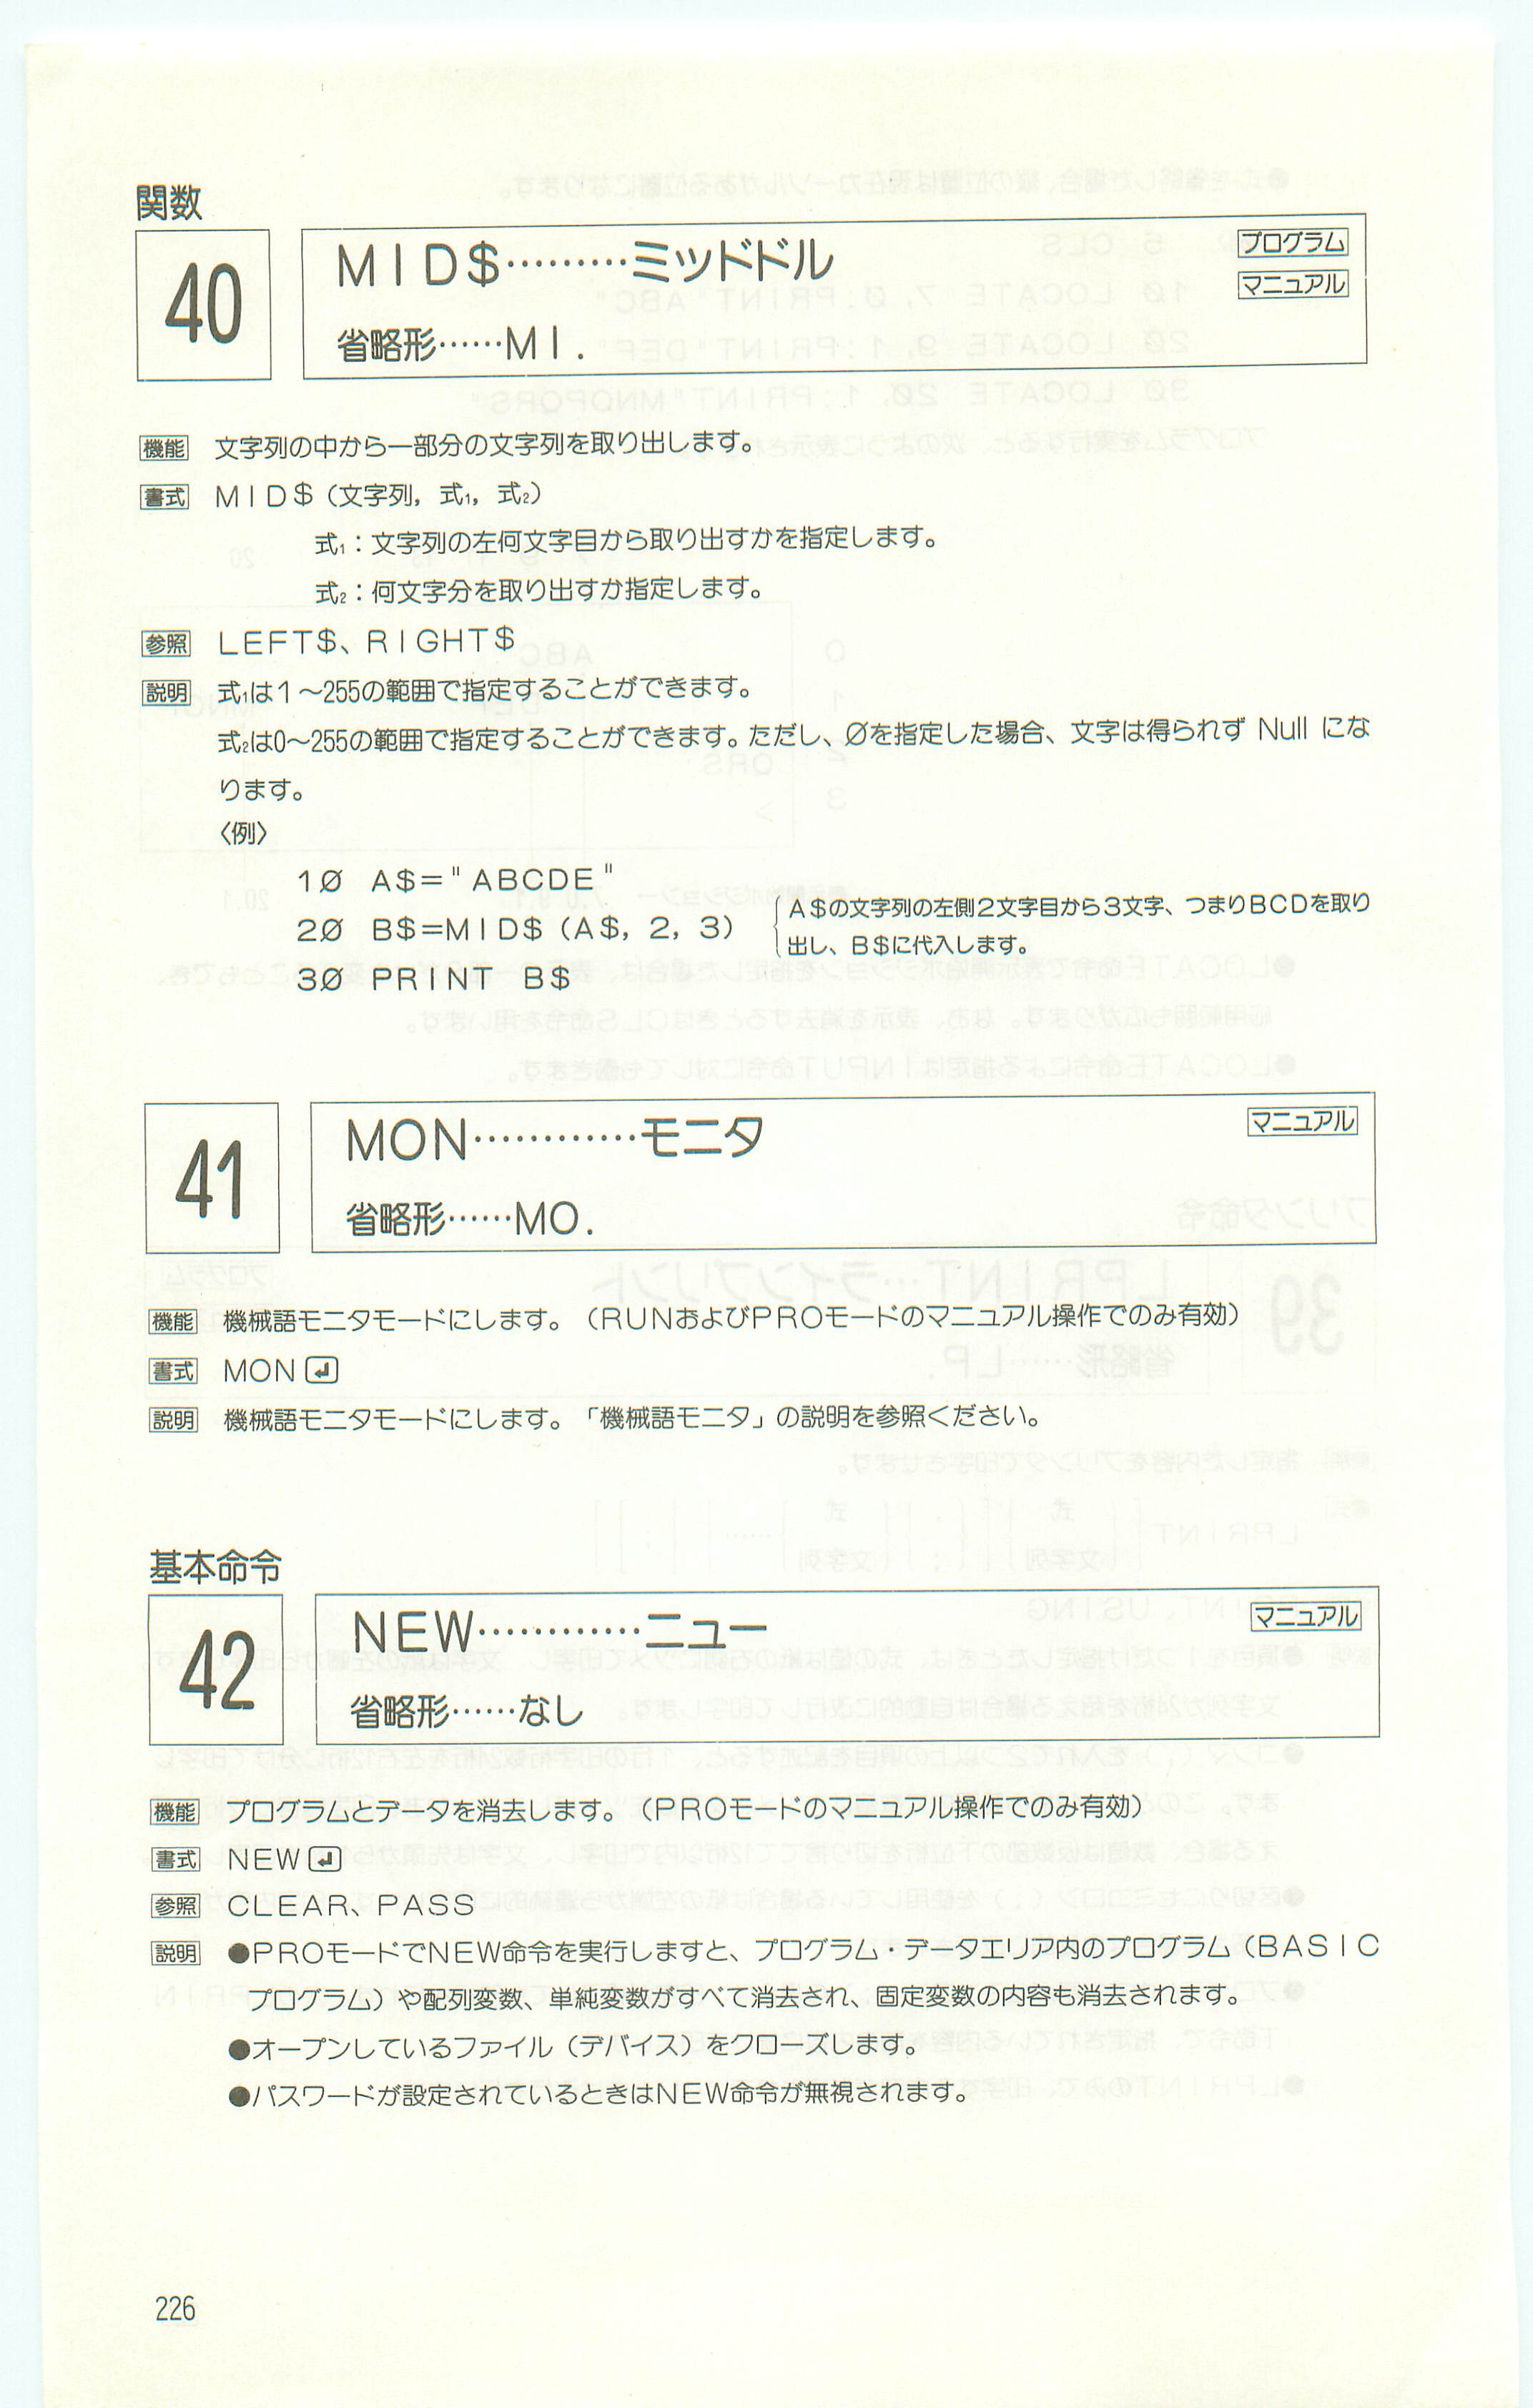 関数
40
MID$………ミッドドル
プログラム
マニュアル
省略形……MI.
機能 文字列の中から一部分の文字列を取り出します。
書式 MID$(文字列, 式₁, 式₂)
式₁：文字列の左何文字目から取り出すかを指定します。
式₂：何文字分を取り出すか指定します。
参照 LEFT$、RIGHT$
説明 式₁は1～255の範囲で指定することができます。
式₂は0～255の範囲で指定することができます。ただし、Øを指定した場合、文字は得られず Null にな
ります。
〈例〉
1Ø A$="ABCDE"
2Ø B$=MID$(A$, 2, 3) A$の文字列の左側2文字目から3文字、つまりBCDを取り
出し、B$に代入します。
3Ø PRINT B$
41
MON…………モニタ
マニュアル
省略形……MO.
機能 機械語モニタモードにします。（RUNおよびPROモードのマニュアル操作でのみ有効）
書式 MON ↵
説明 機械語モニタモードにします。「機械語モニタ」の説明を参照ください。
基本命令
42
NEW…………ニュー
マニュアル
省略形……なし
機能 プログラムとデータを消去します。（PROモードのマニュアル操作でのみ有効）
書式 NEW ↵
参照 CLEAR、PASS
説明 ●PROモードでNEW命令を実行しますと、プログラム・データエリア内のプログラム（BASIC
プログラム）や配列変数、単純変数がすべて消去され、固定変数の内容も消去されます。
●オープンしているファイル（デバイス）をクローズします。
●パスワードが設定されているときはNEW命令が無視されます。
226